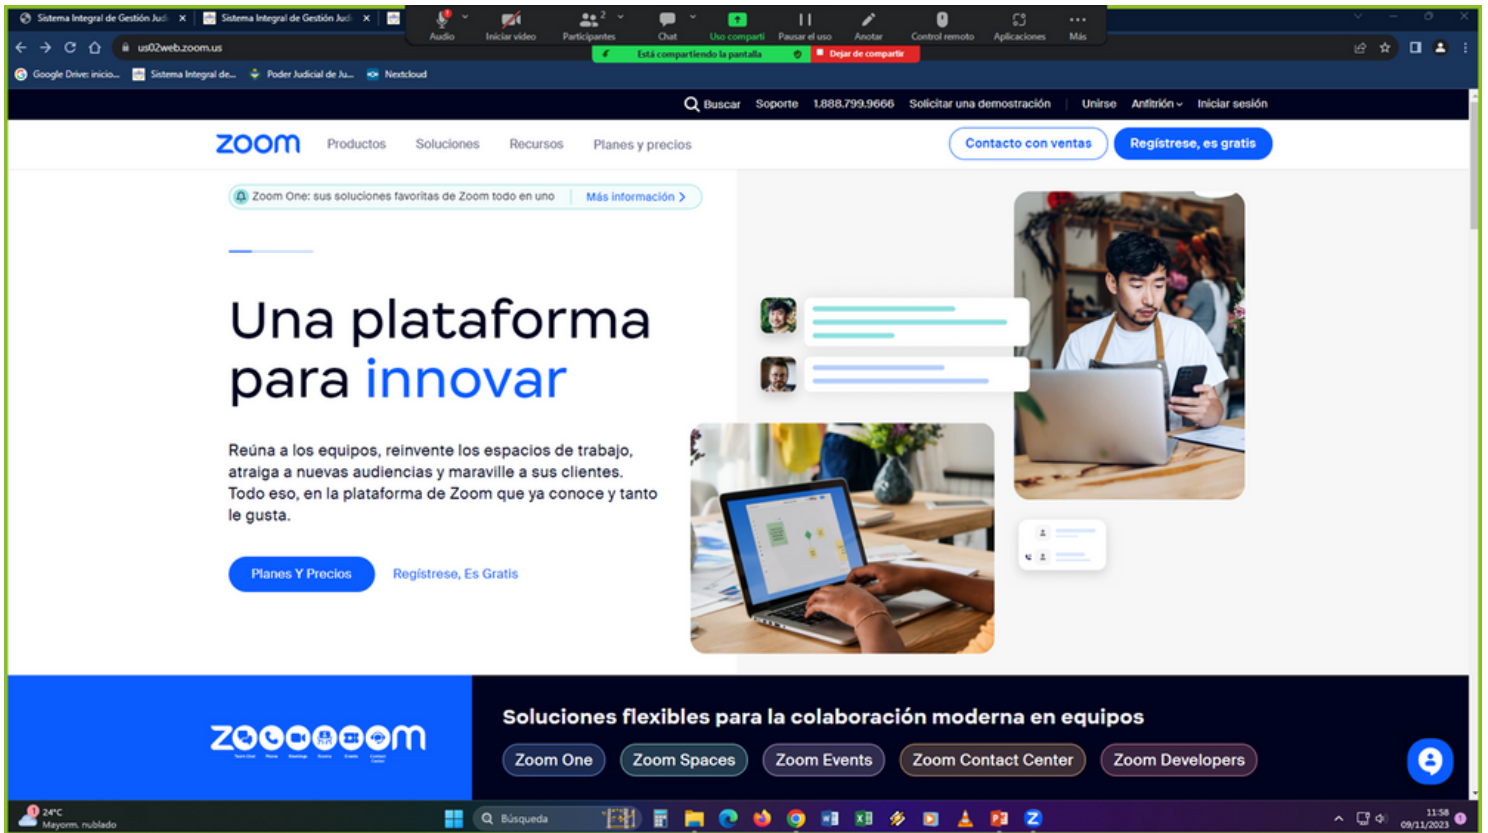 Sistema Integral de Gestión Jud
Sistema Integral de Gestión Jud
Audio
Iniciar video
Participantes
2
Chat
Uso comparti
Pausar el uso
Anotar
Control remoto
Aplicaciones
Más
us02web.zoom.us
Está compartiendo la pantalla
Dejar de compartir
Google Drive: inicio...
Sistema Integral de...
Poder Judicial de Ju...
Nextcloud
Buscar Soporte 1.888.799.9666 Solicitar una demostración Unirse Anfitrión Iniciar sesión
zoom Productos Soluciones Recursos Planes y precios Contacto con ventas Regístrese, es gratis
Zoom One: sus soluciones favoritas de Zoom todo en uno Más información
Una plataforma
para innovar
Reúna a los equipos, reinvente los espacios de trabajo,
atraiga a nuevas audiencias y maraville a sus clientes.
Todo eso, en la plataforma de Zoom que ya conoce y tanto
le gusta.
Planes Y Precios Regístrese, Es Gratis
Soluciones flexibles para la colaboración moderna en equipos
zoooooom
Zoom One Zoom Spaces Zoom Events Zoom Contact Center Zoom Developers
1
24°C
Mayorm. nublado
Búsqueda
11:58
09/11/2023
1